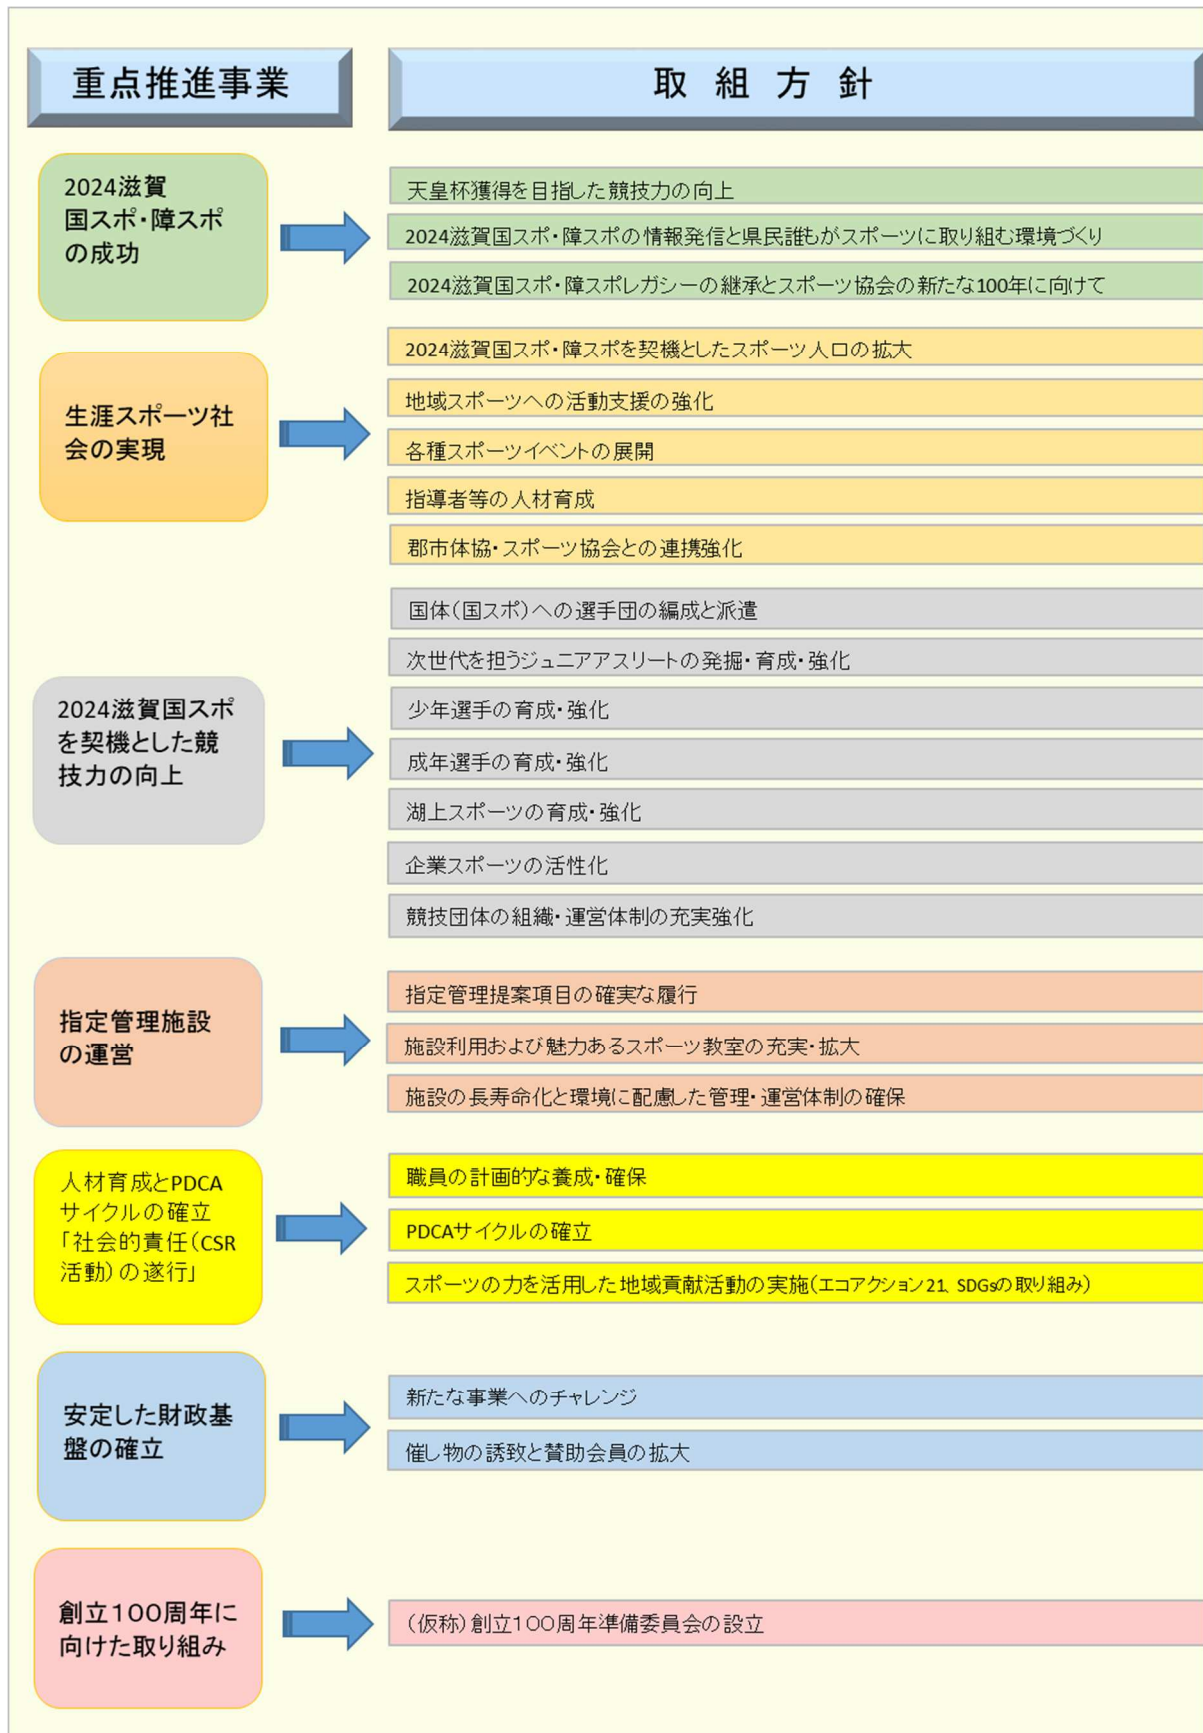 重点推進事業
取組方針
2024滋賀
国スポ・障スポ
の成功
天皇杯獲得を目指した競技力の向上
2024滋賀国スポ・障スポの情報発信と県民誰もがスポーツに取り組む環境づくり
2024滋賀国スポ・障スポレガシーの継承とスポーツ協会の新たな100年に向けて
生涯スポーツ社
会の実現
2024滋賀国スポ・障スポを契機としたスポーツ人口の拡大
地域スポーツへの活動支援の強化
各種スポーツイベントの展開
指導者等の人材育成
郡市体協・スポーツ協会との連携強化
2024滋賀国スポ
を契機とした競
技力の向上
国体(国スポ)への選手団の編成と派遣
次世代を担うジュニアアスリートの発掘・育成・強化
少年選手の育成・強化
成年選手の育成・強化
湖上スポーツの育成・強化
企業スポーツの活性化
競技団体の組織・運営体制の充実強化
指定管理施設
の運営
指定管理提案項目の確実な履行
施設利用および魅力あるスポーツ教室の充実・拡大
施設の長寿命化と環境に配慮した管理・運営体制の確保
人材育成とPDCA
サイクルの確立
「社会的責任(CSR
活動)の遂行」
職員の計画的な養成・確保
PDCAサイクルの確立
スポーツの力を活用した地域貢献活動の実施(エコアクション21、SDGsの取り組み)
安定した財政基
盤の確立
新たな事業へのチャレンジ
催し物の誘致と賛助会員の拡大
創立100周年に
向けた取り組み
(仮称)創立100周年準備委員会の設立